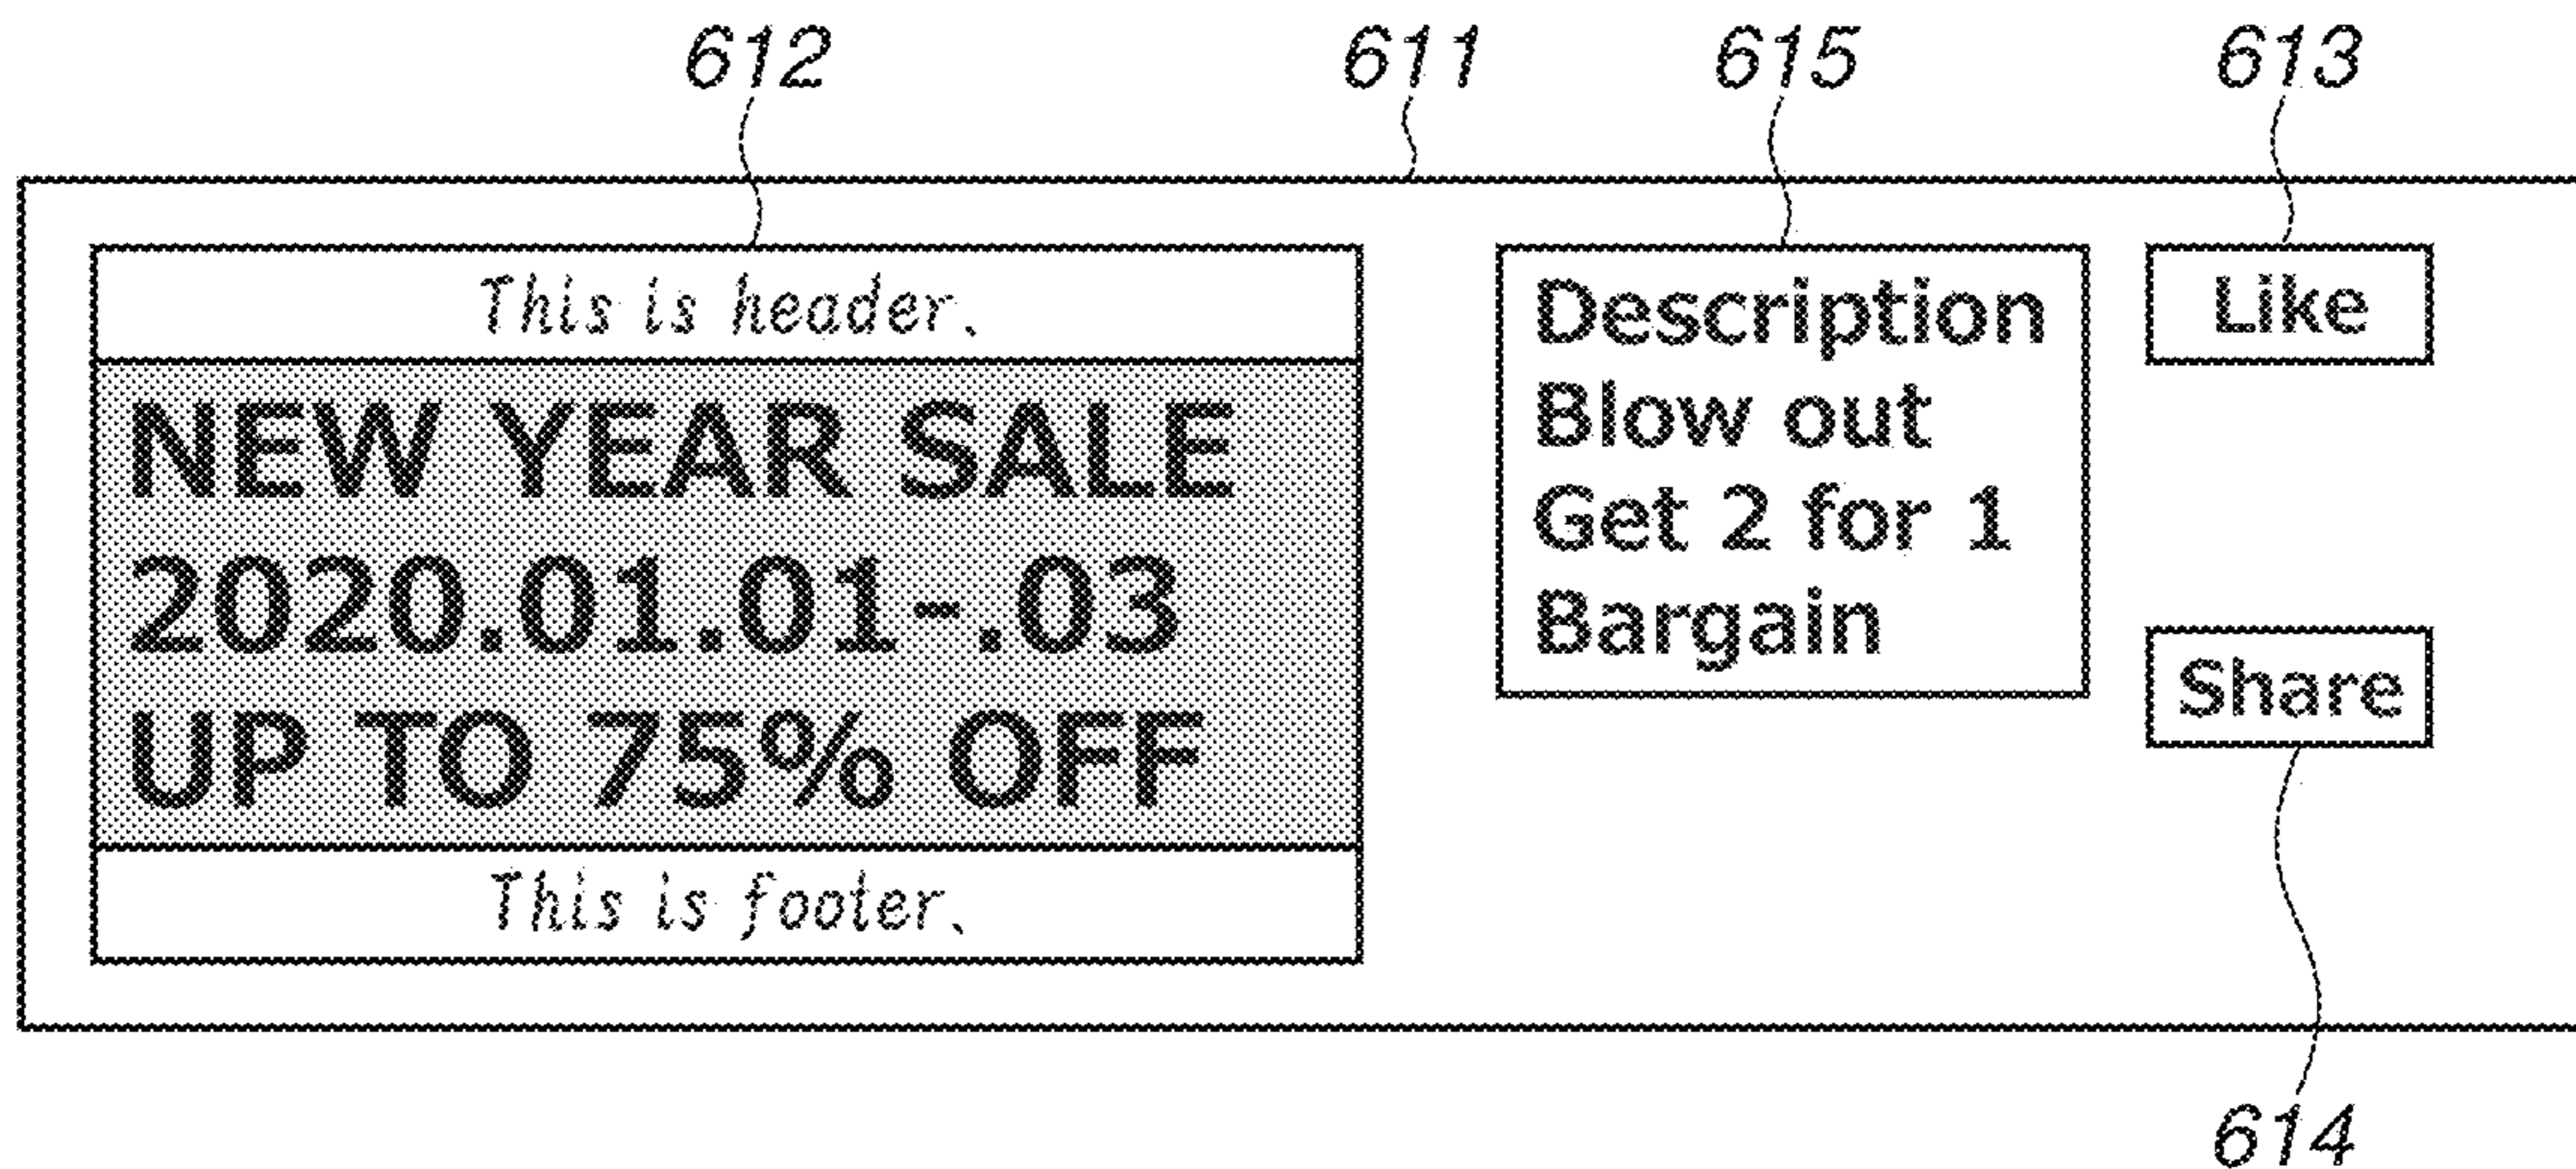 612 611 615 613
This is header.
NEW YEAR SALE
2020.01.01-.03
UP TO 75% OFF
This is footer.
Description
Blow out
Get 2 for 1
Bargain
Like
Share
614